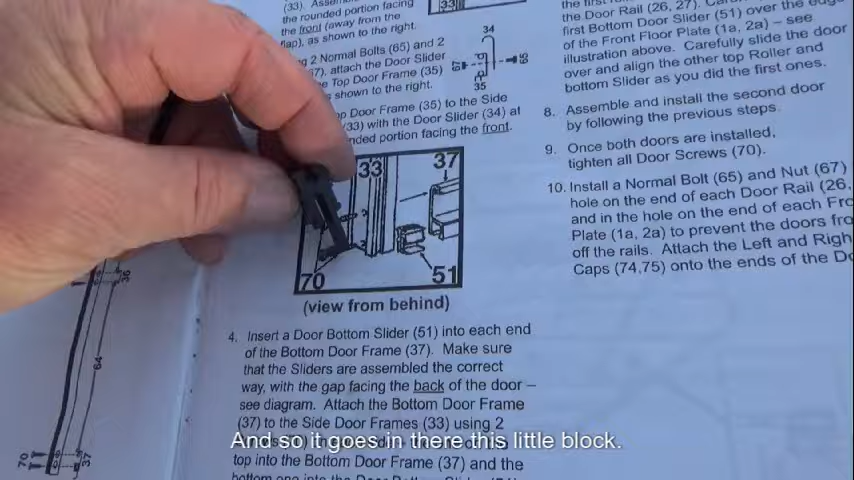 (33). Assem
the rounded portion facing
the front (away from the
flap), as shown to the right.
33
2 Normal Bolts (65) and 2
attach the Door Slider
Top Door Frame (35)
shown to the right.
34
67
35
Door Frame (35) to the Side
(33) with the Door Slider (34) at
portion facing the front.
33
37
70
51
(view from behind)
4. Insert a Door Bottom Slider (51) into each end
of the Bottom Door Frame (37). Make sure
that the Sliders are assembled the correct
way, with the gap facing the back of the door –
see diagram. Attach the Bottom Door Frame
(37) to the Side Door Frames (33) using 2
top into the Bottom Door Frame (37) and the
the Door Rail (26, 27).
first Bottom Door Slider (51) over the edge
of the Front Floor Plate (1a, 2a) – see
illustration above. Carefully slide the door
over and align the other top Roller and
bottom Slider as you did the first ones.
8. Assemble and install the second door
by following the previous steps.
9. Once both doors are installed,
tighten all Door Screws (70).
10. Install a Normal Bolt (65) and Nut (67)
hole on the end of each Door Rail (26,
and in the hole on the end of each Fro
Plate (1a, 2a) to prevent the doors fro
off the rails. Attach the Left and Righ
Caps (74,75) onto the ends of the Do
36
64
70
37
And so it goes in there this little block.